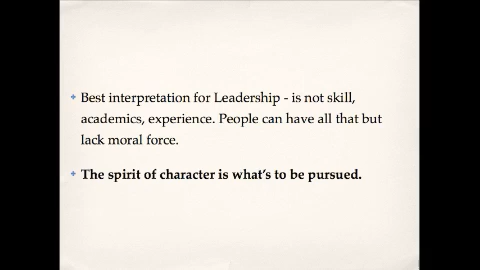 Best interpretation for Leadership - is not skill,
academics, experience. People can have all that but
lack moral force.
The spirit of character is what's to be pursued.